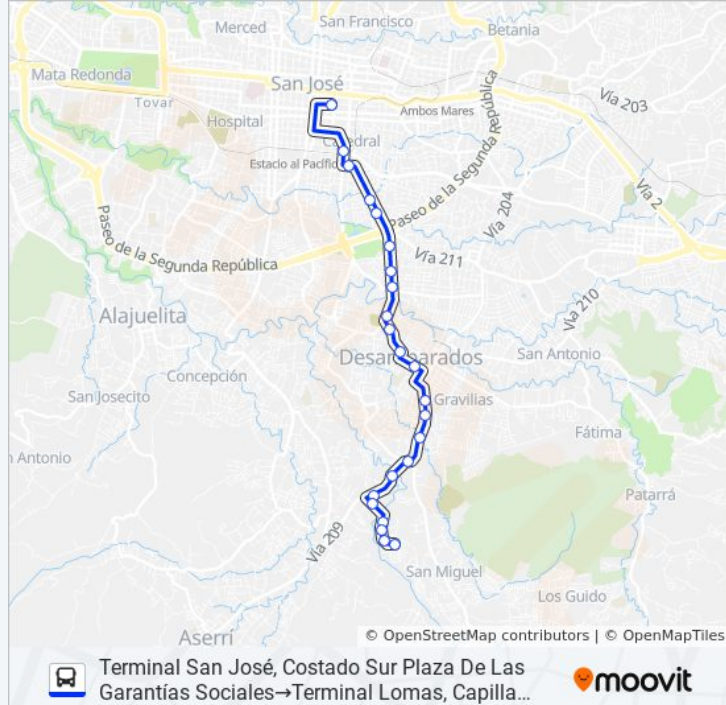 San Francisco
Merced
Betania
Mata Redonda
San José
Tovar
Vía 203
Ambos Mares
Hospital
Catedral
Estacio al Pacífico
Paseo de la Segunda República
Vía 2
Vía 204
Paseo de la Segunda República
Vía 211
Alajuelita
Vía 210
Desamparados
San Antonio
Concepción
San Josecito
Gravilias
Fátima
n Antonio
Patarrá
Vía 209
San Miguel
Los Guido
Aserrí
© OpenStreetMap contributors | © OpenMapTiles
Terminal San José, Costado Sur Plaza De Las
Garantías Sociales→Terminal Lomas, Capilla…
moovit